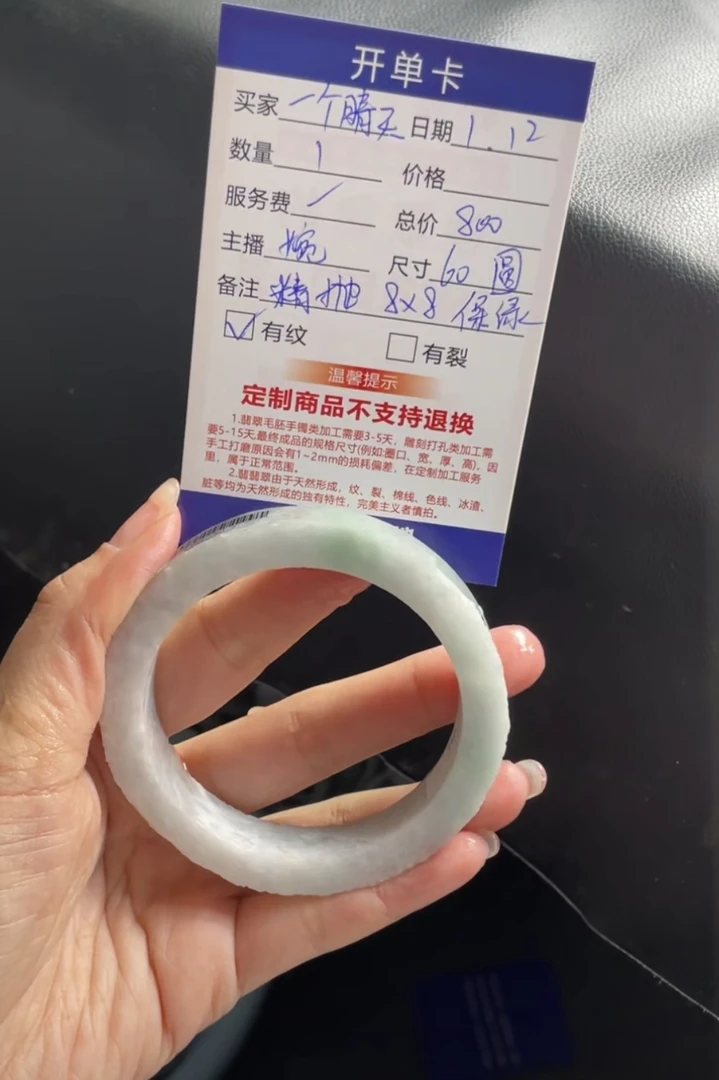 开单卡
买家 一个晴天 日期 1.12
数量 1 价格
服务费 / 总价 800
主播 婉 尺寸 60 圆
备注 精抛 8x8 保绿
有纹 有裂
温馨提示
定制商品不支持退换
1.翡翠毛胚手镯类加工需要3-5天，雕刻打孔类加工需
要5-15天,最终成品的规格尺寸(例如:圈口、宽、厚、高)，因
手工打磨原因会有1~2mm的损耗偏差，在定制加工服务
里，属于正常范围。
2.翡翡翠由于天然形成，纹、裂、棉线、色线、冰渣、
脏等均为天然形成的独有特性，完美主义者慎拍。